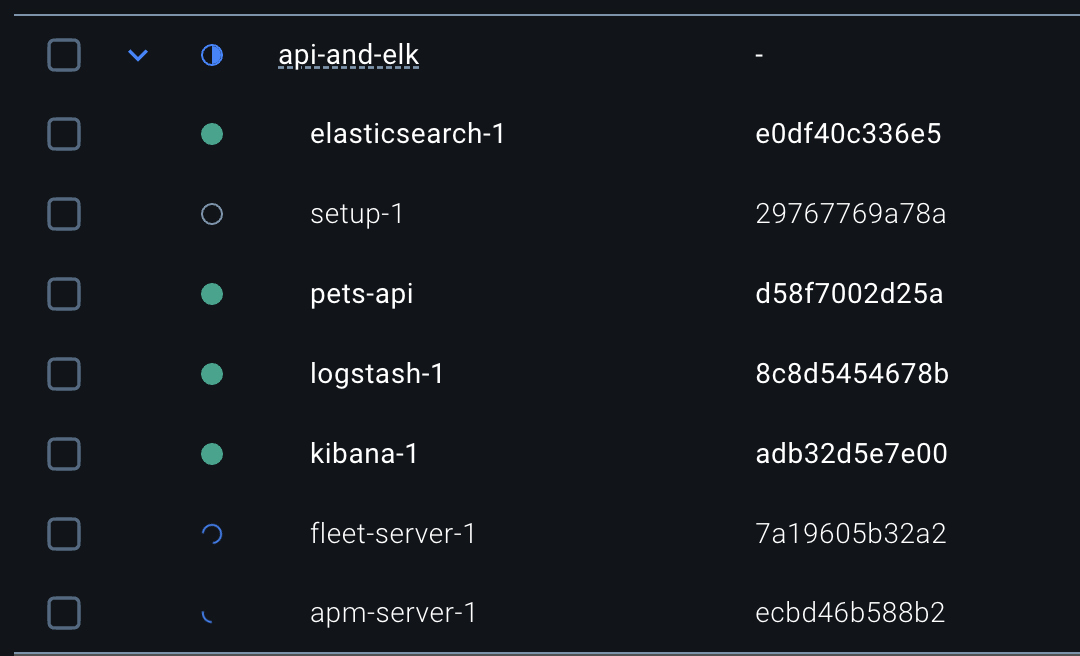 api-and-elk -
elasticsearch-1 e0df40c336e5
setup-1 29767769a78a
pets-api d58f7002d25a
logstash-1 8c8d5454678b
kibana-1 adb32d5e7e00
fleet-server-1 7a19605b32a2
apm-server-1 ecbd46b588b2